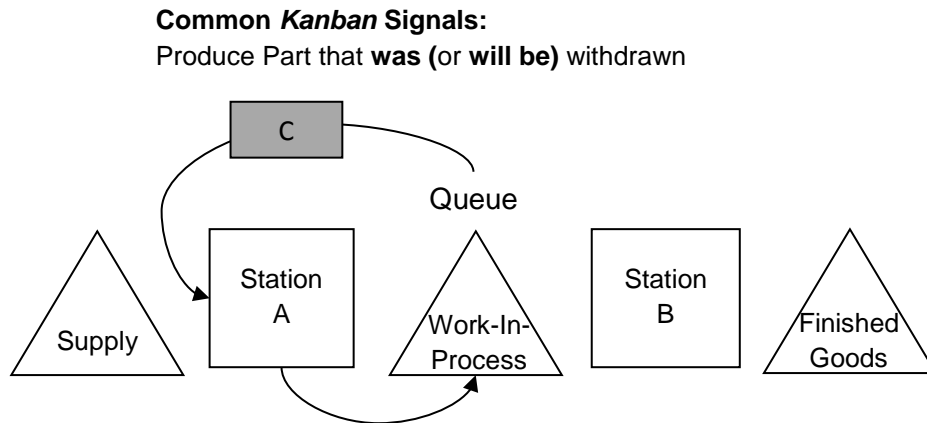 Common Kanban Signals:
Produce Part that was (or will be) withdrawn
C
Queue
Supply
Station
A
Work-In-
Process
Station
B
Finished
Goods